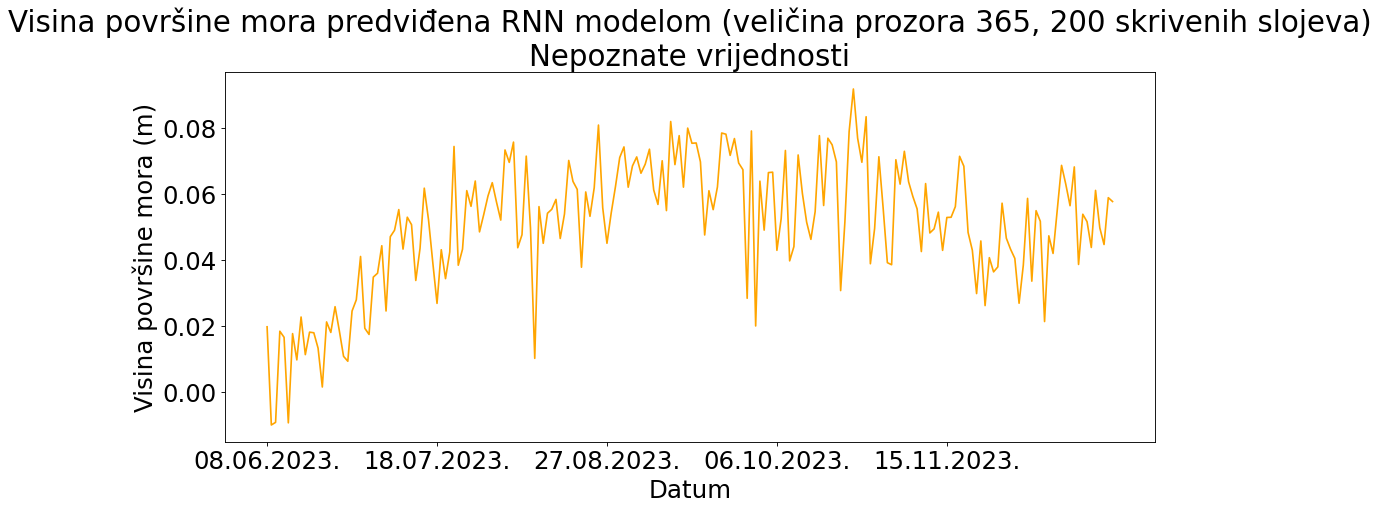 Visina površine mora predviđena RNN modelom (veličina prozora 365, 200 skrivenih slojeva)
Nepoznate vrijednosti
Visina površine mora (m)
0.08
0.06
0.04
0.02
0.00
08.06.2023. 18.07.2023. 27.08.2023. 06.10.2023. 15.11.2023.
Datum